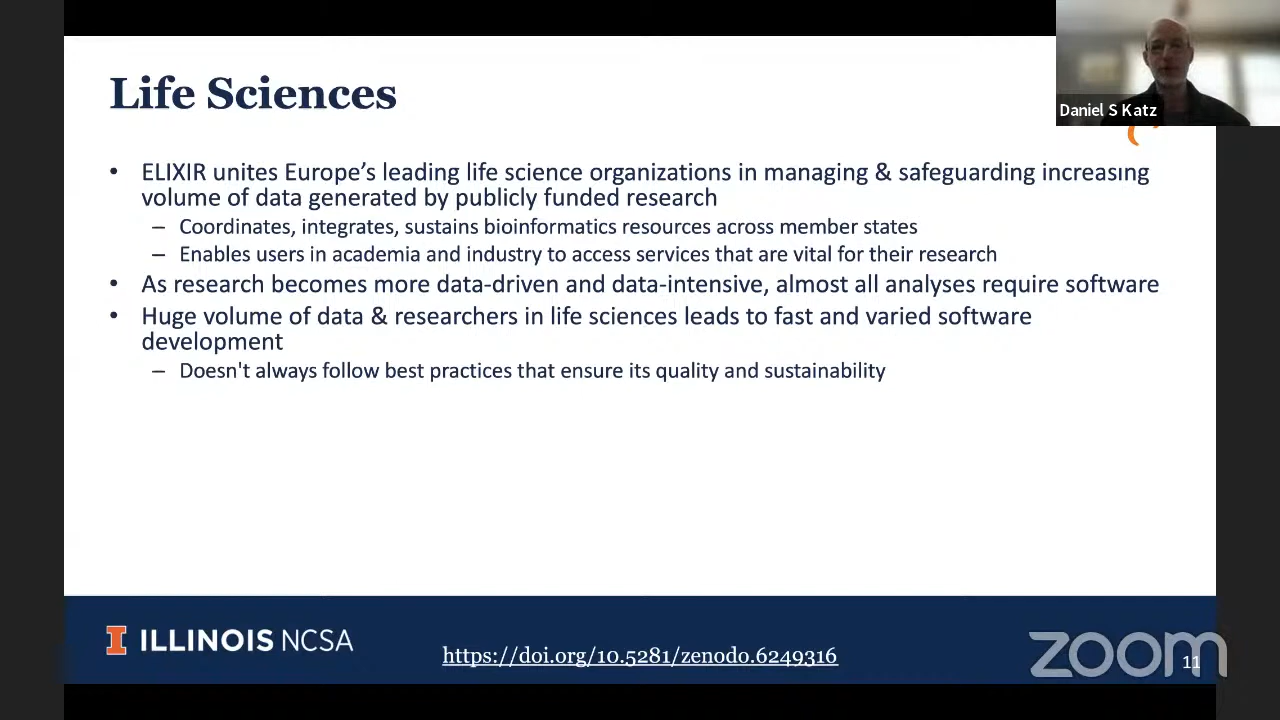 Life Sciences
Daniel S Katz
• ELIXIR unites Europe’s leading life science organizations in managing & safeguarding increasing
volume of data generated by publicly funded research
– Coordinates, integrates, sustains bioinformatics resources across member states
– Enables users in academia and industry to access services that are vital for their research
• As research becomes more data-driven and data-intensive, almost all analyses require software
• Huge volume of data & researchers in life sciences leads to fast and varied software
development
– Doesn't always follow best practices that ensure its quality and sustainability
I ILLINOIS NCSA
https://doi.org/10.5281/zenodo.6249316
zoom
11